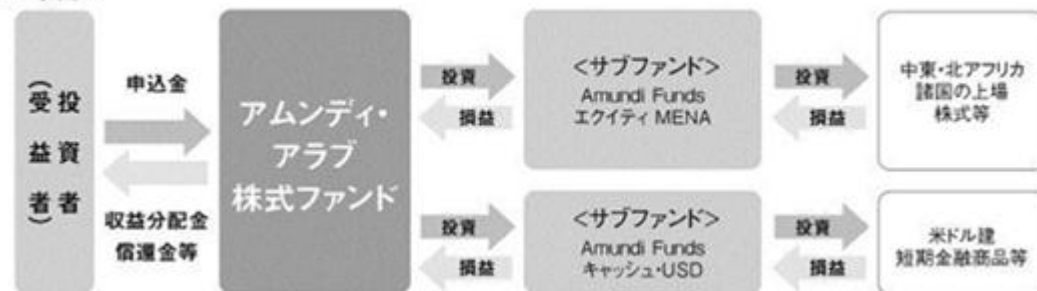 投資者
(受益者)
申込金
収益分配金
償還金等
アムンディ・
アラブ
株式ファンド
投資
損益
<サブファンド>
Amundi Funds
エクイティ MENA
投資
損益
中東・北アフリカ
諸国の上場
株式等
投資
損益
<サブファンド>
Amundi Funds
キャッシュ・USD
投資
損益
米ドル建
短期金融商品等